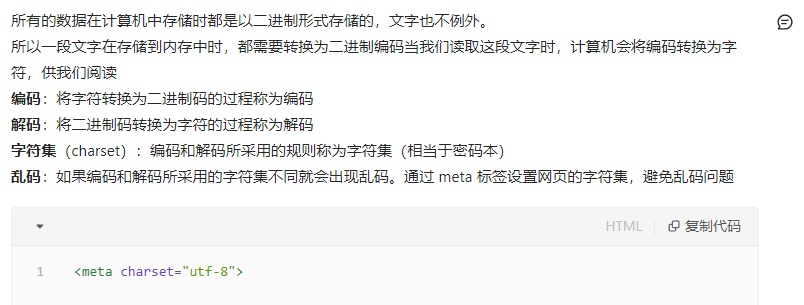 所有的数据在计算机中存储时都是以二进制形式存储的，文字也不例外。
所以一段文字在存储到内存中时，都需要转换为二进制编码当我们读取这段文字时，计算机会将编码转换为字
符，供我们阅读
编码：将字符转换为二进制码的过程称为编码
解码：将二进制码转换为字符的过程称为解码
字符集（charset）：编码和解码所采用的规则称为字符集（相当于密码本）
乱码：如果编码和解码所采用的字符集不同就会出现乱码。通过 meta 标签设置网页的字符集，避免乱码问题
HTML 复制代码
1 <meta charset="utf-8">